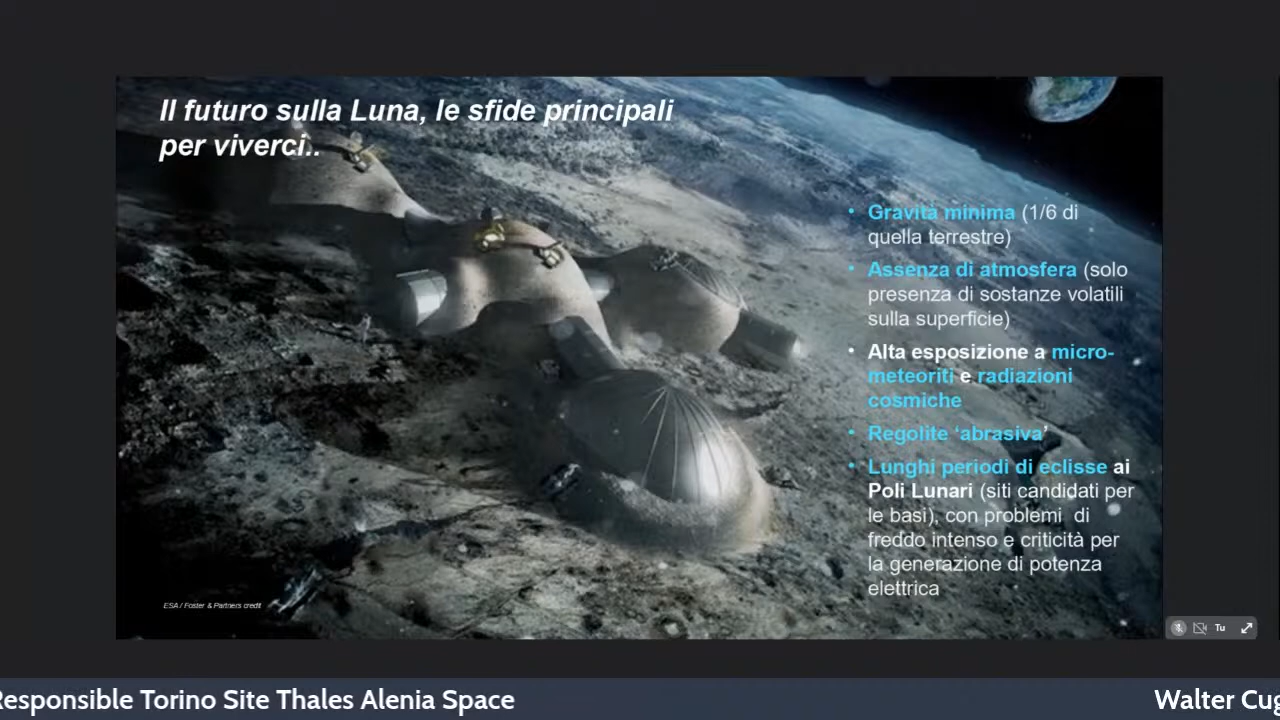 Il futuro sulla Luna, le sfide principali
per viverci..
• Gravità minima (1/6 di
quella terrestre)
• Assenza di atmosfera (solo
presenza di sostanze volatili
sulla superficie)
• Alta esposizione a micro-
meteoriti e radiazioni
cosmiche
• Regolite ‘abrasiva’
• Lunghi periodi di eclisse ai
Poli Lunari (siti candidati per
le basi), con problemi di
freddo intenso e criticità per
la generazione di potenza
elettrica
ESA / Foster & Partners credit
Tu
Responsible Torino Site Thales Alenia Space
Walter Cug